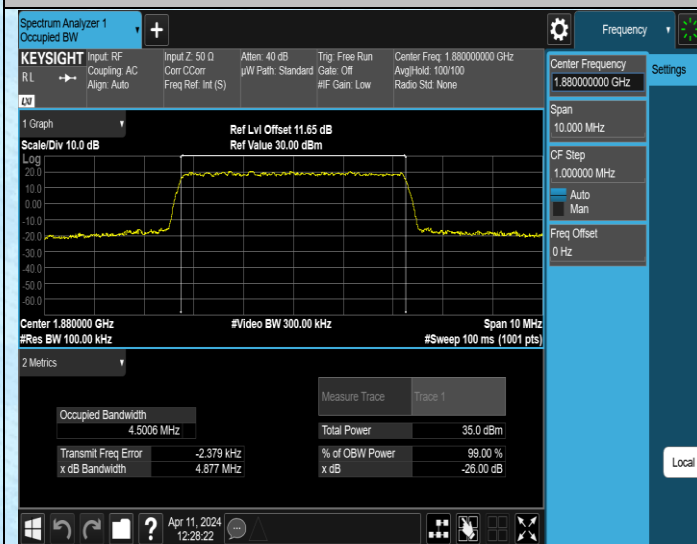 Spectrum Analyzer 1
Occupied BW
+
Frequency
KEYSIGHT
RL
LXI
Input: RF
Coupling: AC
Align: Auto
Input Z: 50 Ω
Corr CCorr
Freq Ref: Int (S)
Atten: 40 dB
µW Path: Standard
Trig: Free Run
Gate: Off
#IF Gain: Low
Center Freq: 1.880000000 GHz
Avg|Hold: 100/100
Radio Std: None
Center Frequency
1.880000000 GHz
Settings
Span
10.000 MHz
CF Step
1.000000 MHz
Auto
Man
Freq Offset
0 Hz
1 Graph
Scale/Div 10.0 dB
Ref Lvl Offset 11.65 dB
Ref Value 30.00 dBm
Log
20.0
10.0
0.00
-10.0
-20.0
-30.0
-40.0
-50.0
-60.0
Center 1.880000 GHz
#Video BW 300.00 kHz
Span 10 MHz
#Res BW 100.00 kHz
#Sweep 100 ms (1001 pts)
2 Metrics
Measure Trace
Trace 1
Occupied Bandwidth
4.5006 MHz
Total Power
35.0 dBm
Transmit Freq Error
-2.379 kHz
% of OBW Power
99.00 %
x dB Bandwidth
4.877 MHz
x dB
-26.00 dB
Local
?
Apr 11, 2024
12:28:22